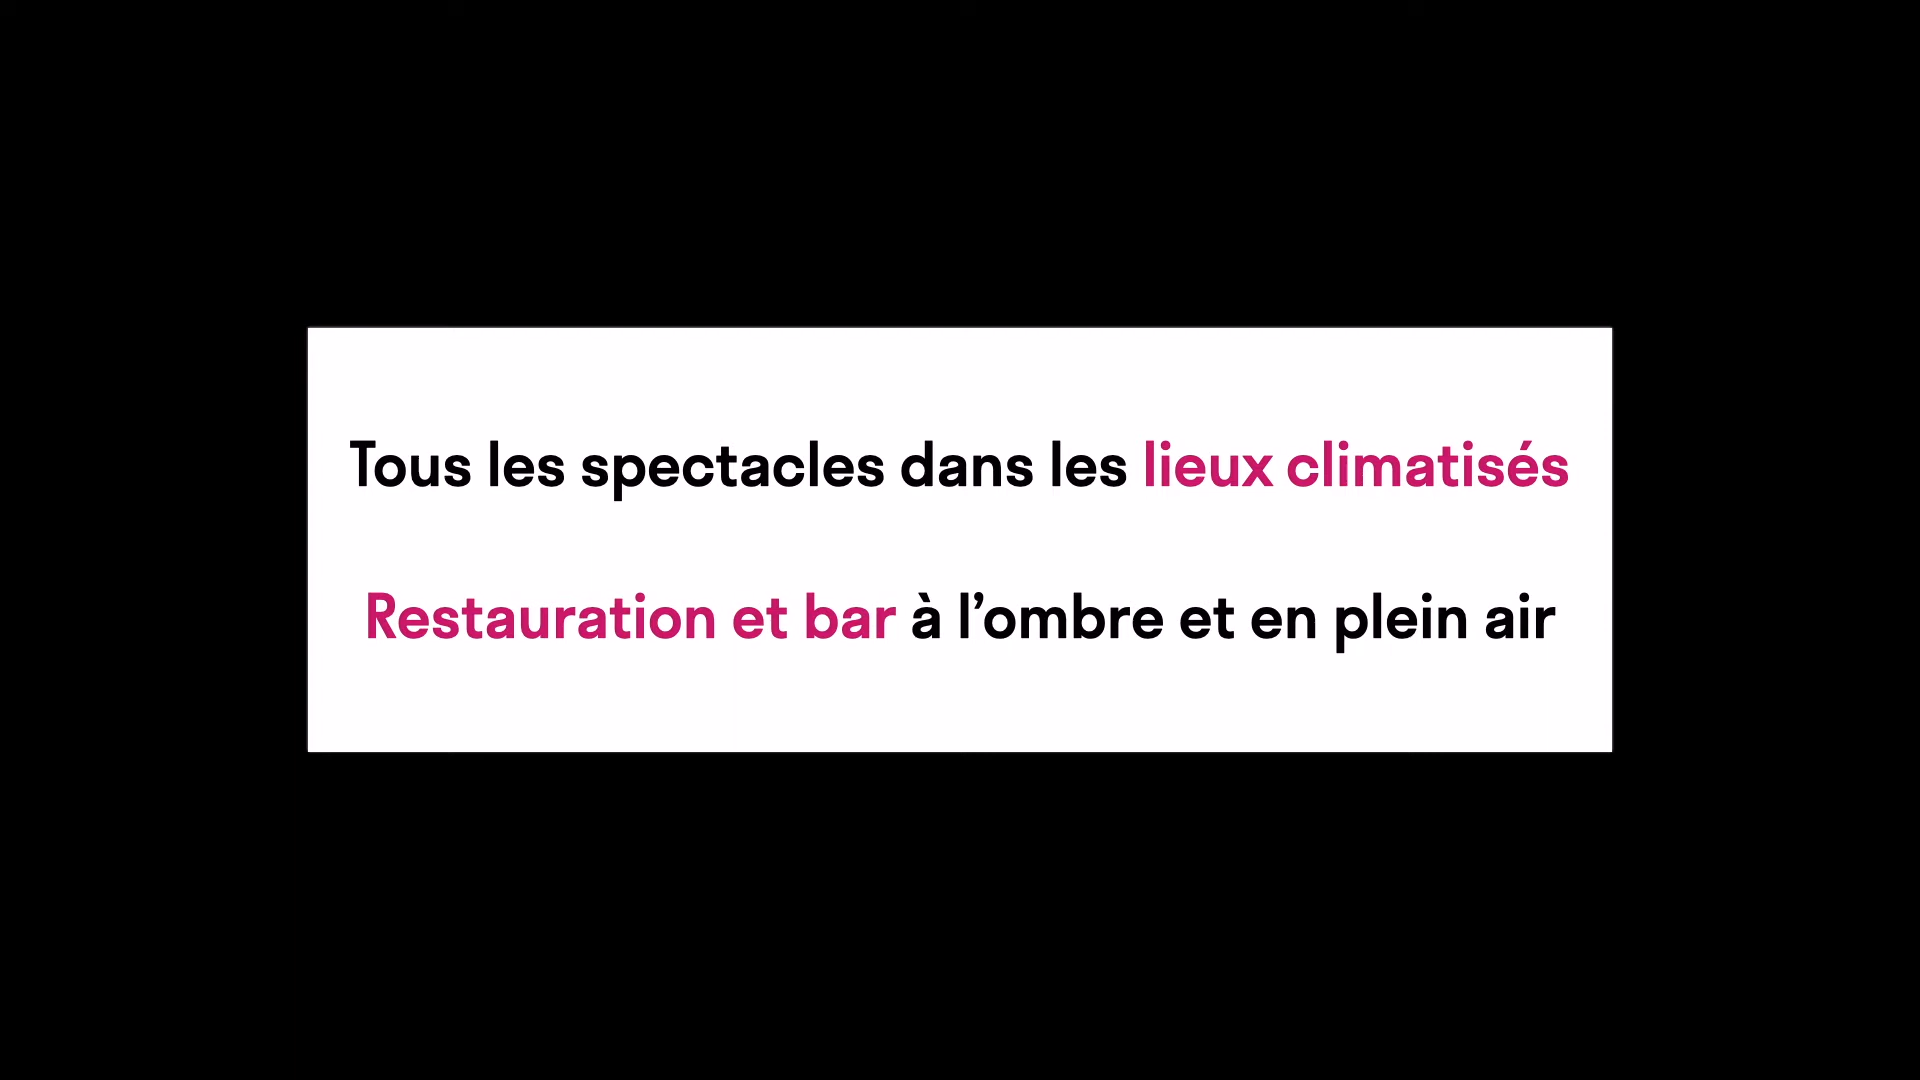 Tous les spectacles dans les lieux climatisés
Restauration et bar à l’ombre et en plein air